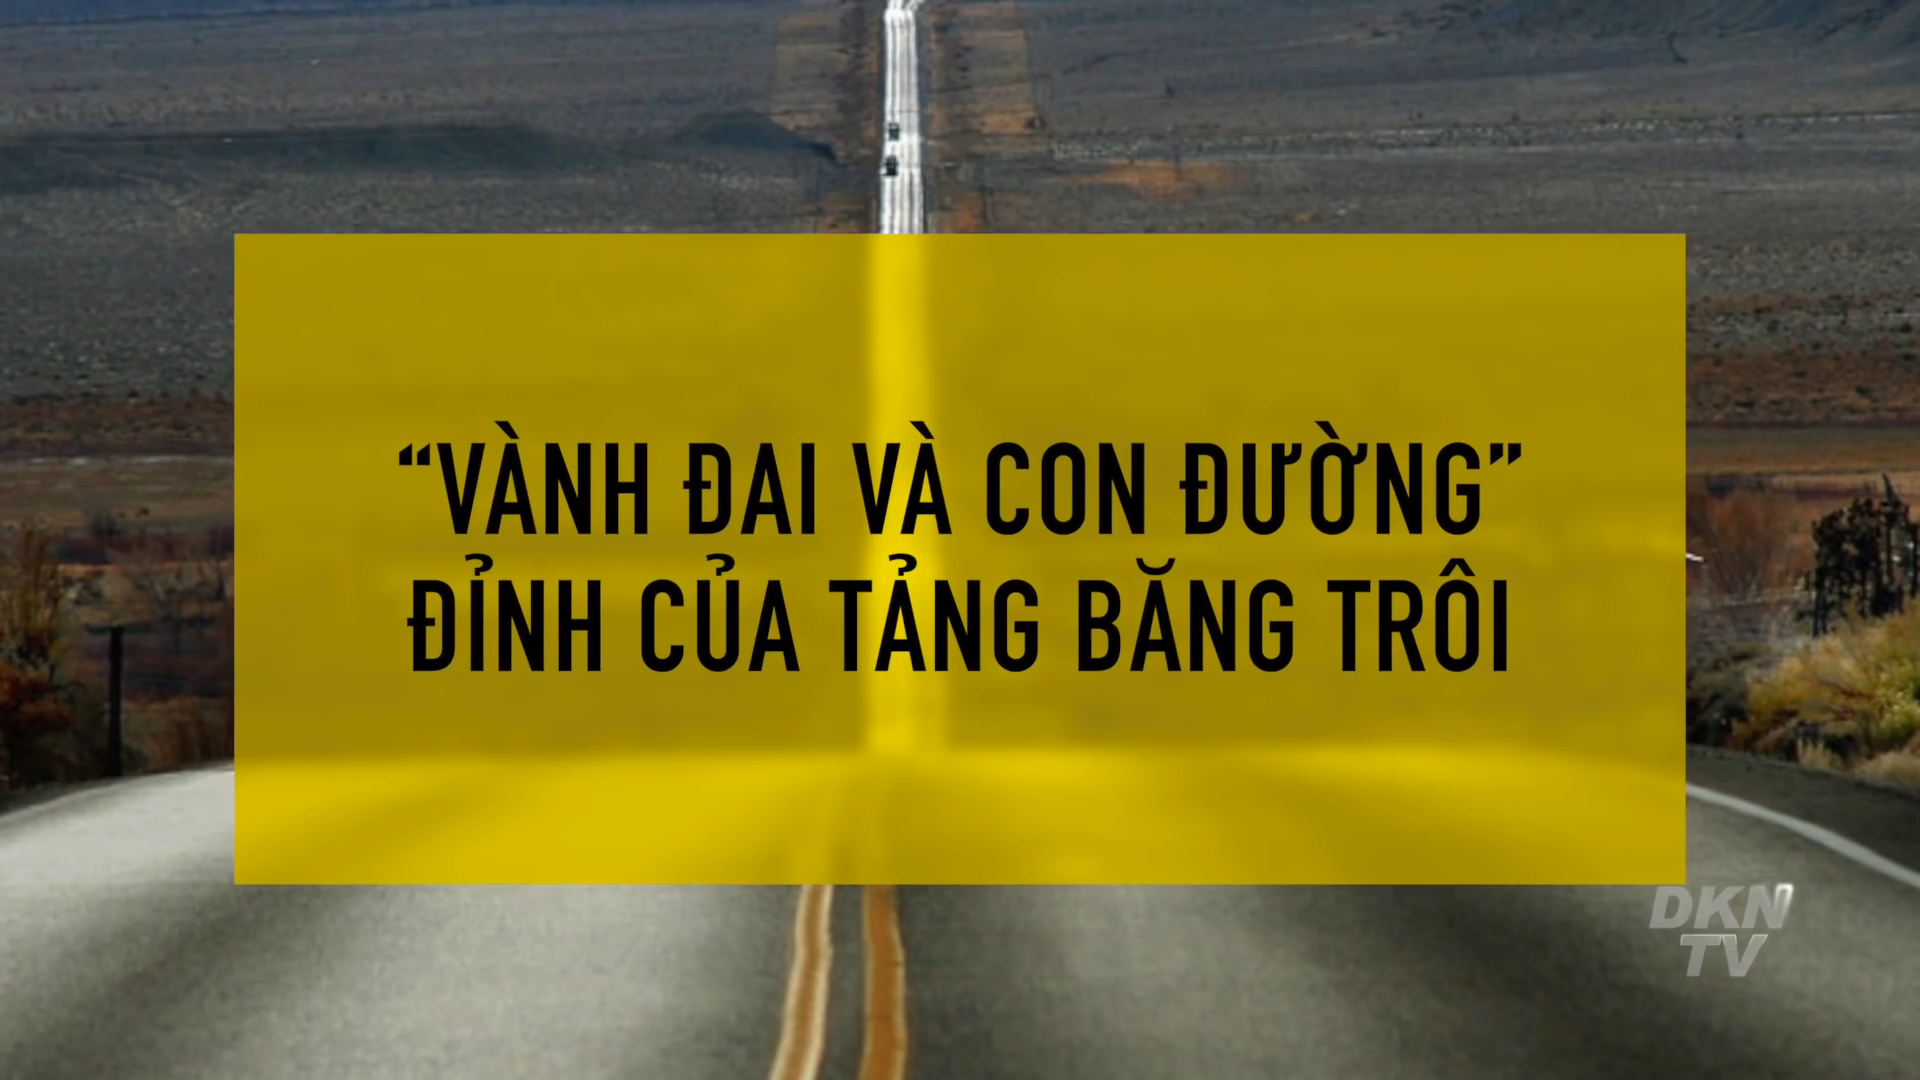 “VÀNH ĐAI VÀ CON ĐƯỜNG”
ĐỈNH CỦA TẢNG BĂNG TRÔI
DKN
TV